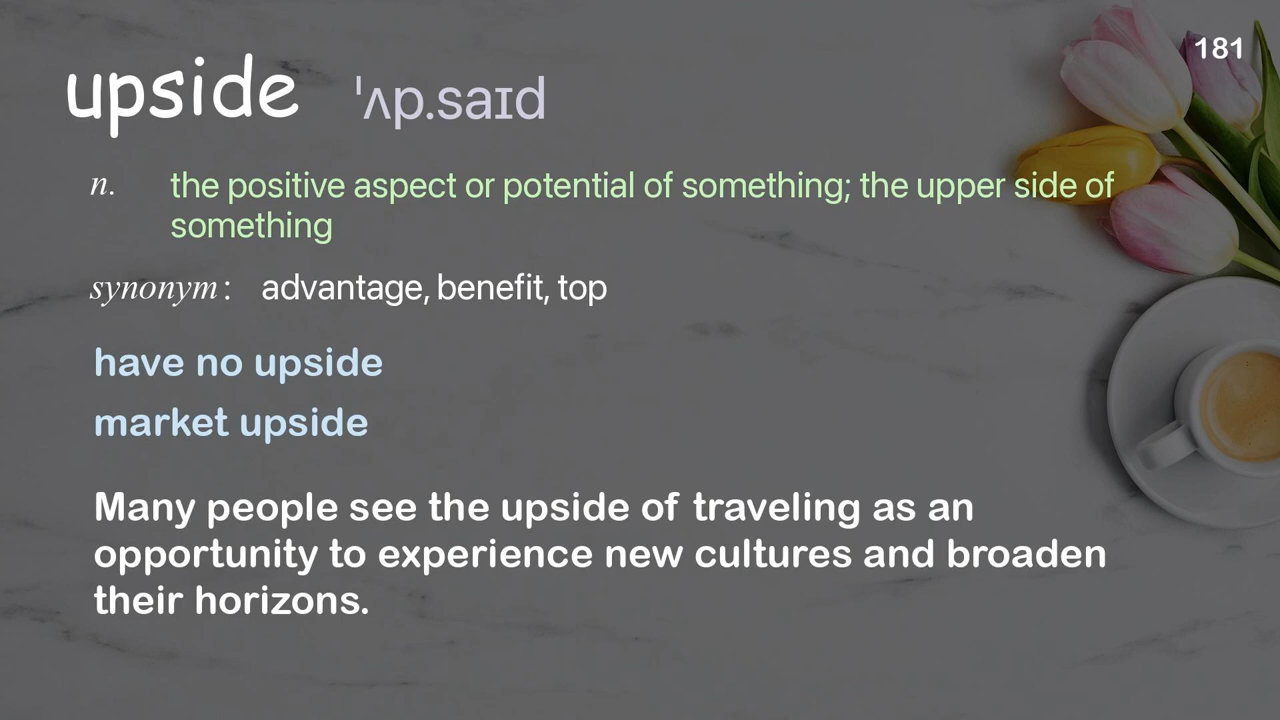 181
upside ˈʌp.saɪd
n. the positive aspect or potential of something; the upper side of
something
synonym: advantage, benefit, top
have no upside
market upside
Many people see the upside of traveling as an
opportunity to experience new cultures and broaden
their horizons.